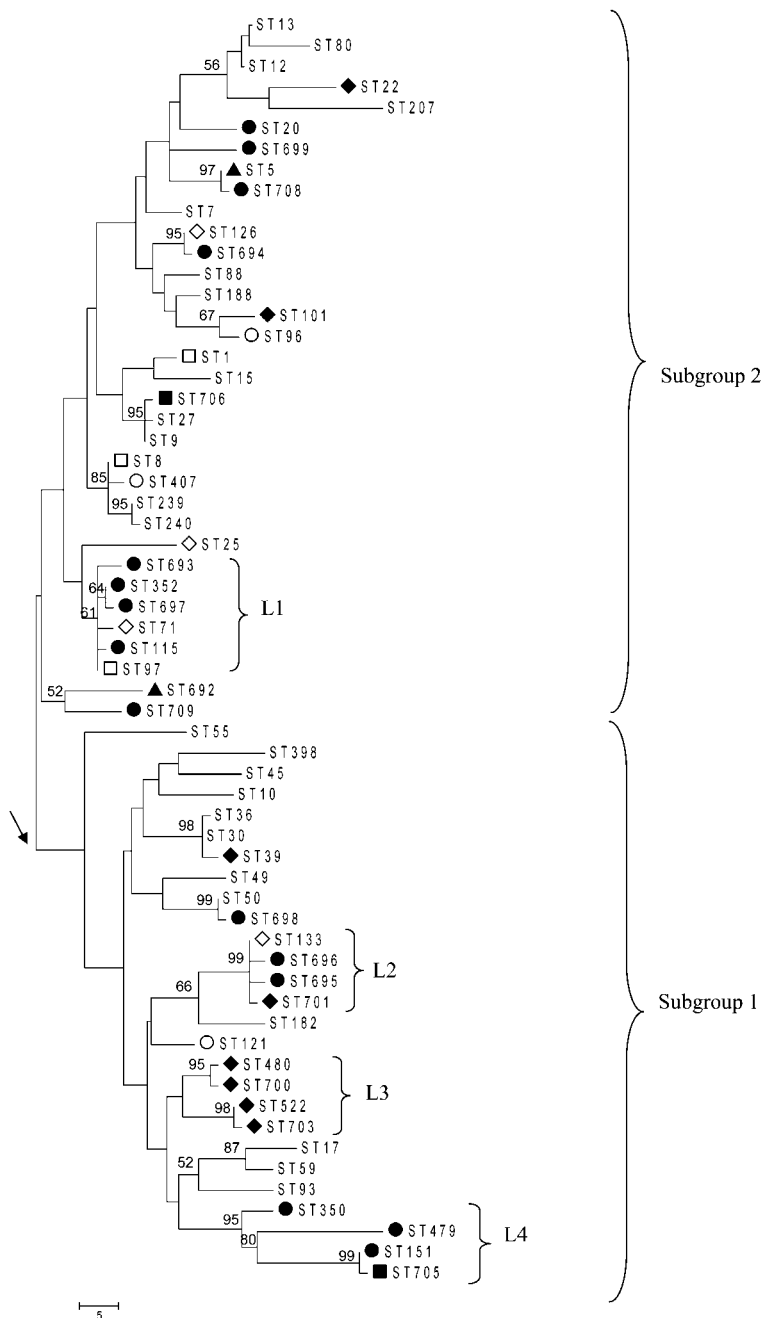 ST13
ST80
56 ST12
ST22
ST207
ST20
ST699
97 ST5
ST708
ST7
95 ST126
ST694
ST88
ST188
67 ST101
ST96
ST1
ST15
Subgroup 2
ST706
95 ST27
ST9
ST8
85 ST407
95 ST239
ST240
ST25
ST693
64 ST352
61 ST697
L1
ST71
ST115
ST97
52 ST692
ST709
ST55
ST398
ST45
ST10
ST36
98 ST30
ST39
ST49
99 ST50
ST698
ST133
99 ST696
L2
ST695
66 ST701
Subgroup 1
ST182
ST121
95 ST480
ST700
L3
98 ST522
ST703
87 ST17
52 ST59
ST93
95 ST350
80 ST479
L4
99 ST151
ST705
5